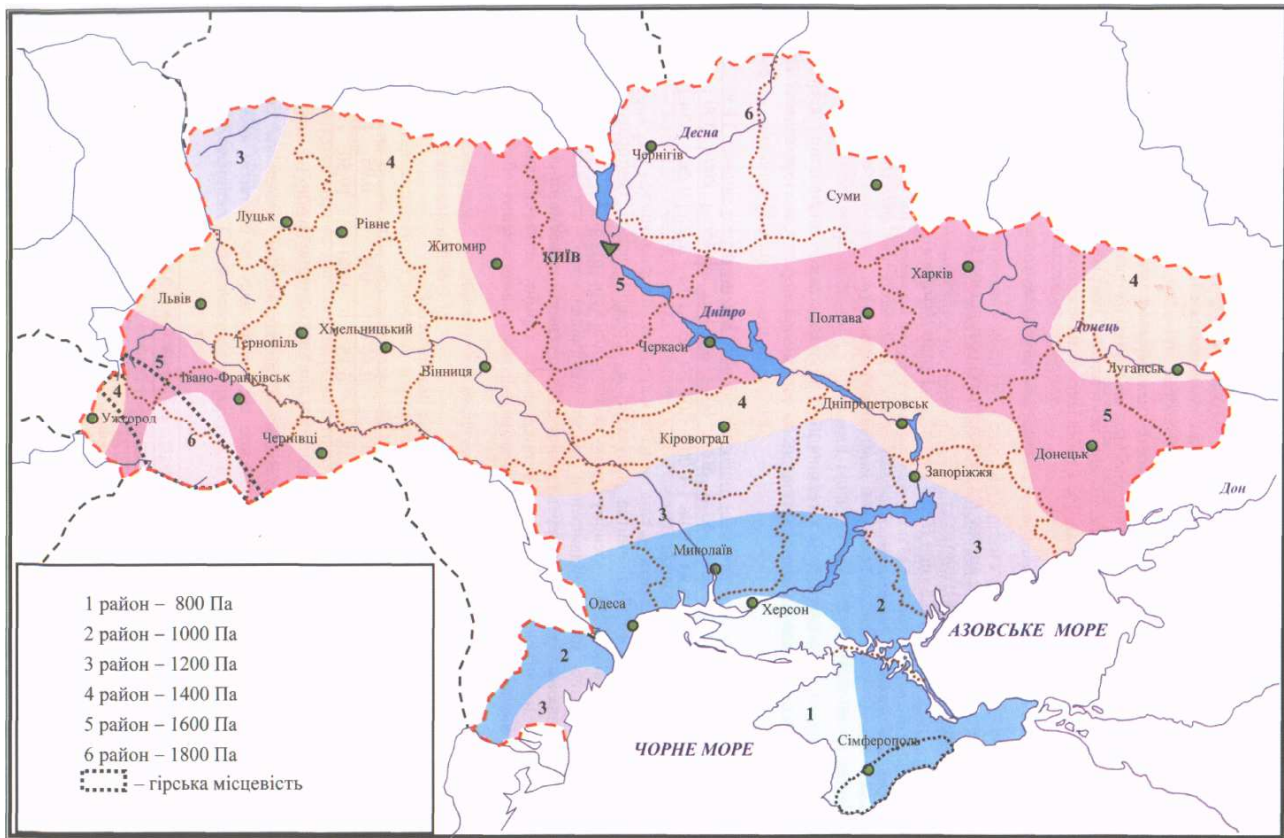 6
Десна
Чернігів
3
4
Суми
Луцьк
Рівне
Житомир
КИЇВ
Харків
5
4
Львів
Дніпро
Полтава
Донець
Тернопіль
Хмельницький
Черкаси
5
Вінниця
Луганськ
Івано-Франківськ
4
4
Дніпропетровськ
5
Ужгород
Кіровоград
6
Чернівці
Донецьк
Запоріжжя
Дон
3
3
Миколаїв
Одеса
Херсон
2
АЗОВСЬКЕ МОРЕ
2
3
1
Сімферополь
ЧОРНЕ МОРЕ
1 район – 800 Па
2 район – 1000 Па
3 район – 1200 Па
4 район – 1400 Па
5 район – 1600 Па
6 район – 1800 Па
– гірська місцевість